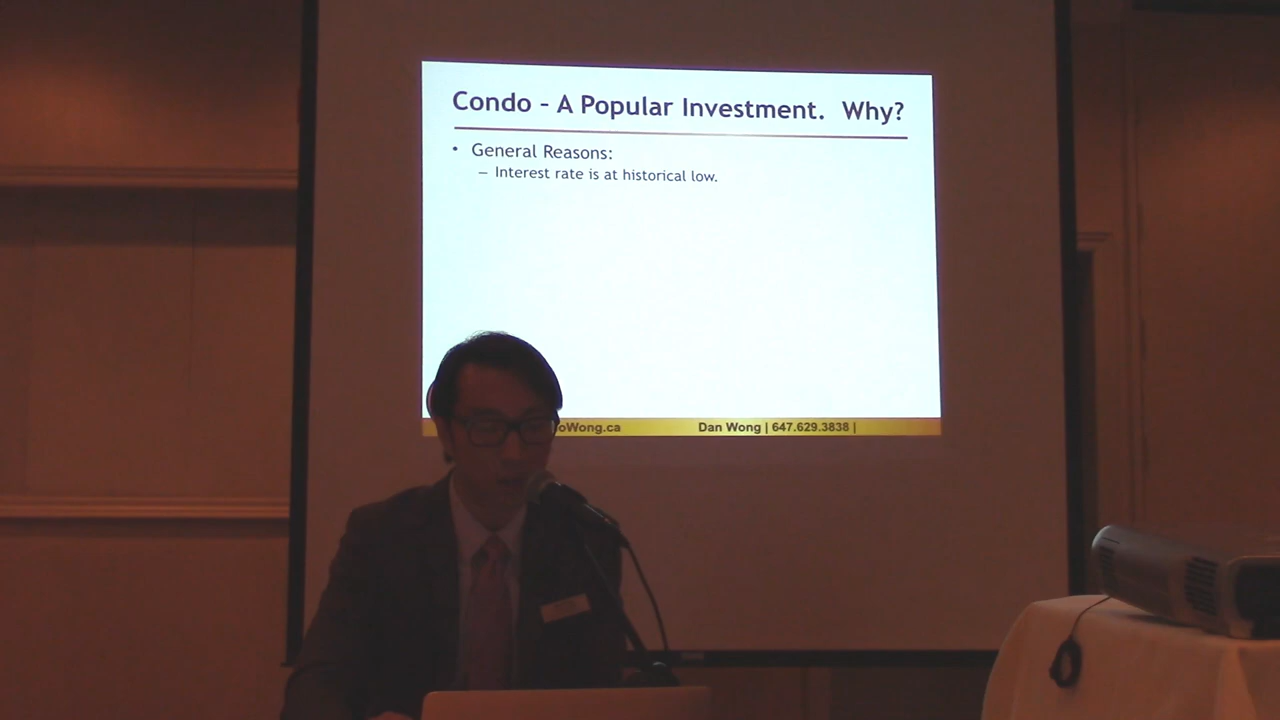 Condo – A Popular Investment. Why?
• General Reasons:
– Interest rate is at historical low.
oWong.ca Dan Wong | 647.629.3838 |